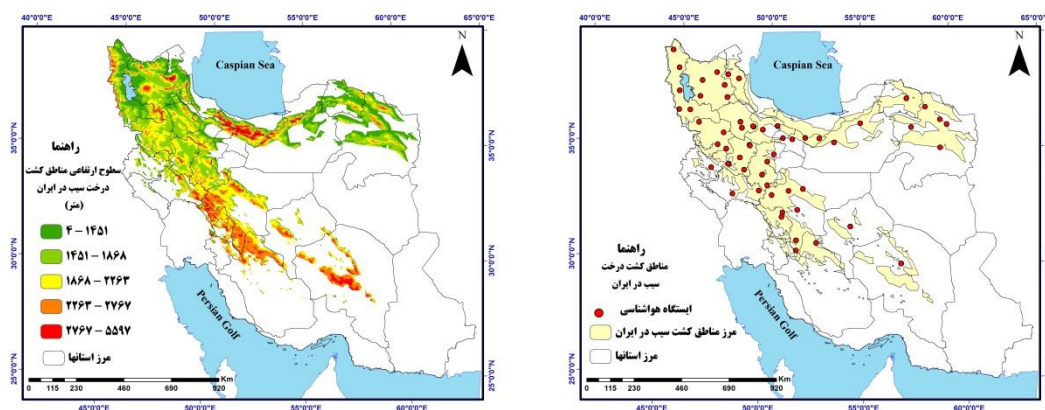 40°0'0"E 45°0'0"E 50°0'0"E 55°0'0"E 60°0'0"E 65°0'0"E
N
Caspian Sea
35°0'0"N
30°0'0"N
25°0'0"N
راهنما
سطوح ارتفاعی مناطق کشت
درخت سیب در ایران
(متر)
۴ – ۱۴۵۱
۱۴۵۱ – ۱۸۶۸
۱۸۶۸ – ۲۲۶۳
۲۲۶۳ – ۲۷۶۷
۲۷۶۷ – ۵۵۹۷
مرز استانها
Persian Golf
Km
0 115 230 460 690 920
45°0'0"E 50°0'0"E 55°0'0"E 60°0'0"E
40°0'0"E 45°0'0"E 50°0'0"E 55°0'0"E 60°0'0"E 65°0'0"E
N
Caspian Sea
35°0'0"N
30°0'0"N
25°0'0"N
راهنما
مناطق کشت درخت
سیب در ایران
ایستگاه هواشناسی
مرز مناطق کشت سیب در ایران
مرز استانها
Persian Golf
Km
0 115 230 460 690 920
45°0'0"E 50°0'0"E 55°0'0"E 60°0'0"E